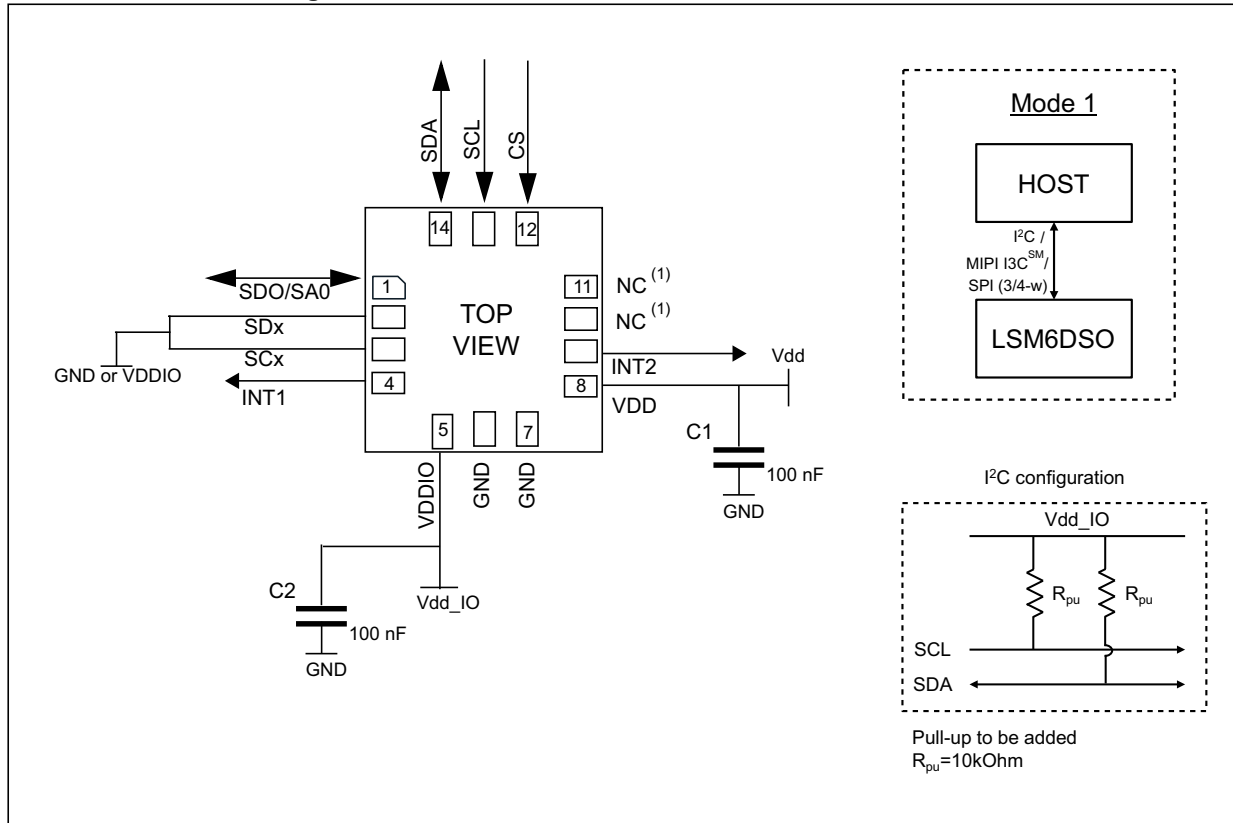 SDA
SCL
CS
14
12
SDO/SA0
1
11
NC (1)
SDx
TOP
VIEW
NC (1)
SCx
GND or VDDIO
INT1
4
INT2
8
VDD
Vdd
5
7
VDDIO
GND
GND
C1
100 nF
GND
C2
100 nF
GND
Vdd_IO
Mode 1
HOST
I²C /
MIPI I3C SM/
SPI (3/4-w)
LSM6DSO
I²C configuration
Vdd_IO
Rpu
Rpu
SCL
SDA
Pull-up to be added
Rpu=10kOhm